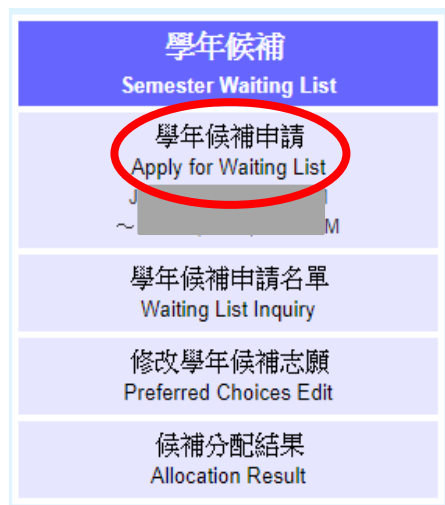 學年候補
Semester Waiting List
學年候補申請
Apply for Waiting List
J
～ M
學年候補申請名單
Waiting List Inquiry
修改學年候補志願
Preferred Choices Edit
候補分配結果
Allocation Result